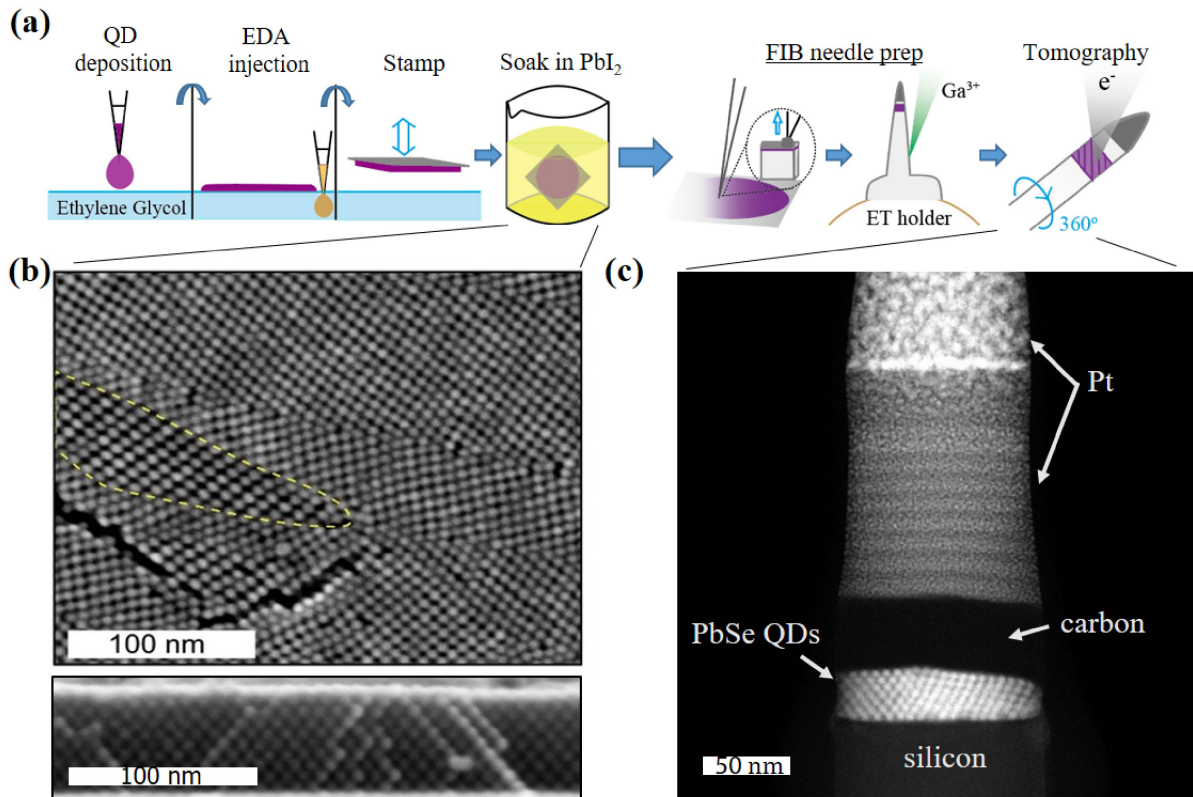 (a)
QD
deposition
EDA
injection
Stamp
Soak in PbI₂
FIB needle prep
Tomography
e⁻
Ga³⁺
Ethylene Glycol
ET holder
360º
(b)
100 nm
100 nm
(c)
Pt
PbSe QDs
carbon
silicon
50 nm